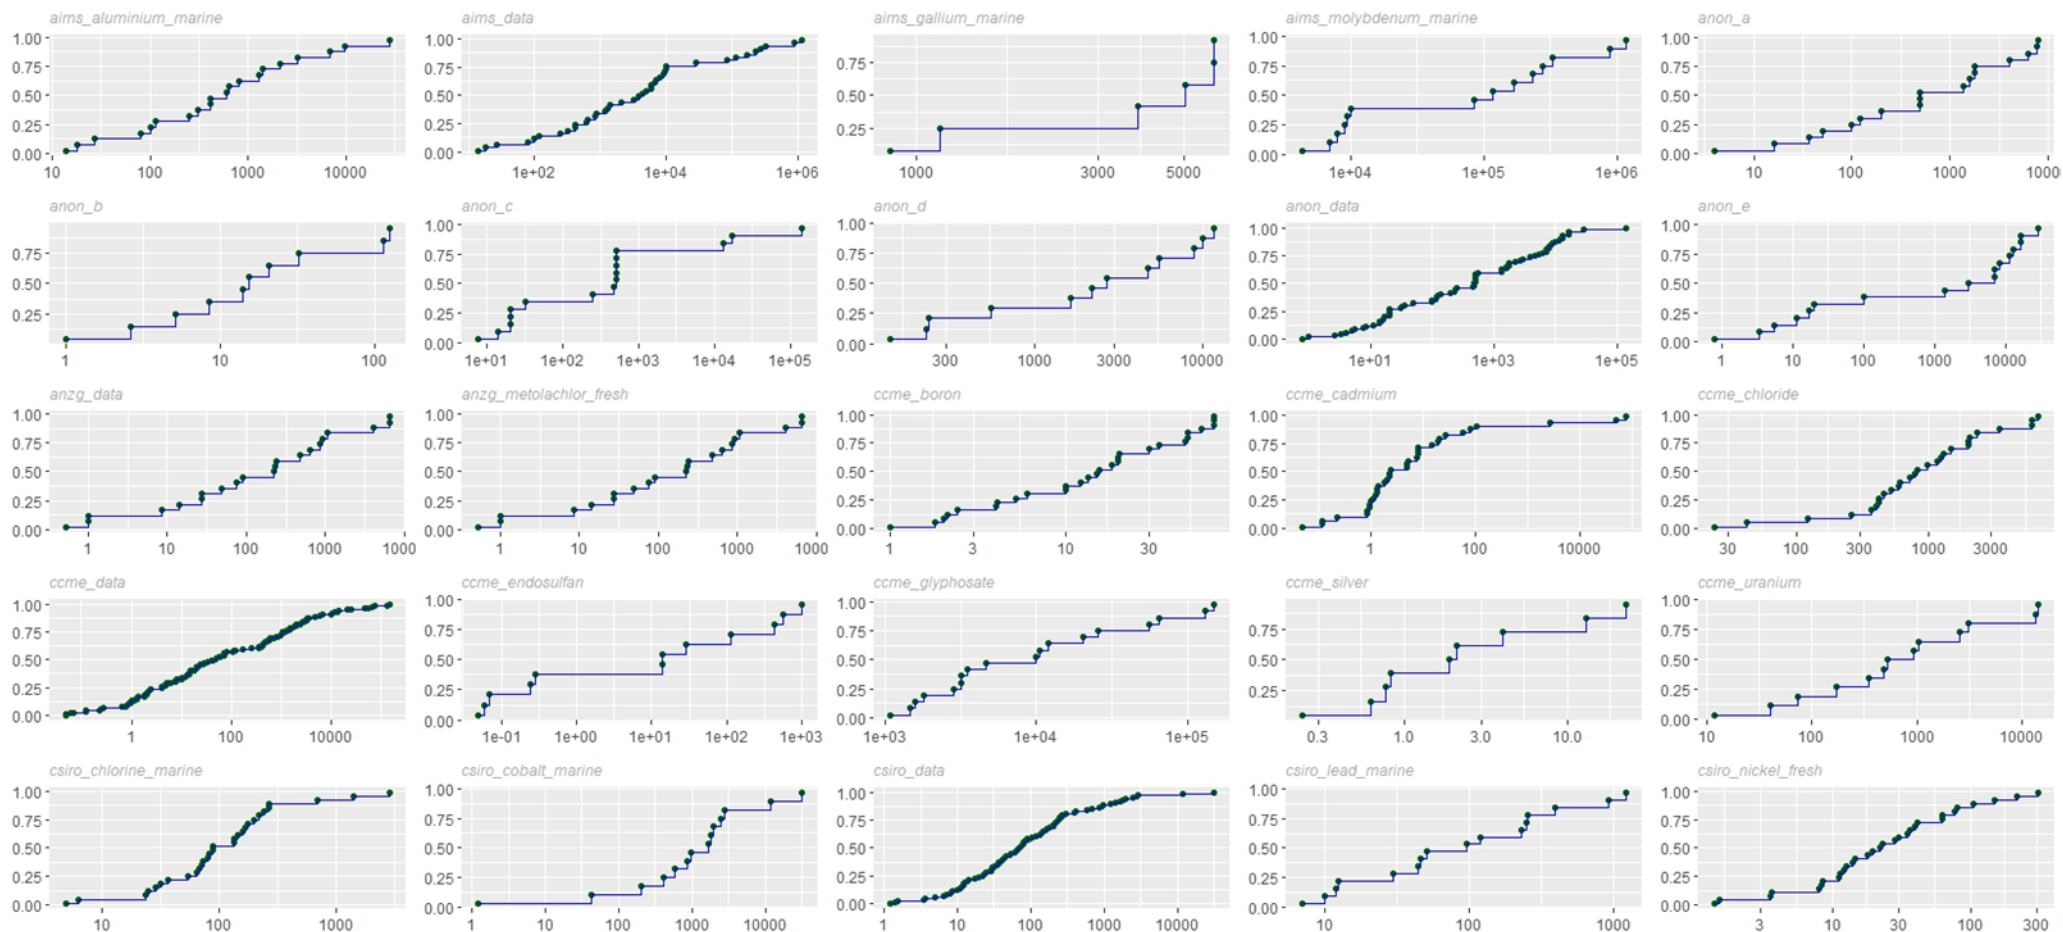 aims_aluminium_marine aims_data aims_gallium_marine aims_molybdenum_marine anon_a
1.00 1.00 1.00 1.00
0.75 0.75 0.75 0.75 0.75
0.50 0.50 0.50 0.50 0.50
0.25 0.25 0.25 0.25 0.25
0.00 0.00 0.00 0.00
10 100 1000 10000 1e+02 1e+04 1e+06 1000 3000 5000 1e+04 1e+05 1e+06 10 100 1000 1000
anon_b anon_c anon_d anon_data anon_e
1.00 1.00 1.00 1.00
0.75 0.75 0.75 0.75 0.75
0.50 0.50 0.50 0.50 0.50
0.25 0.25 0.25 0.25 0.25
0.00 0.00 0.00 0.00
1 10 100 1e+01 1e+02 1e+03 1e+04 1e+05 300 1000 3000 10000 1e+01 1e+03 1e+05 1 10 100 1000 10000
anzg_data anzg_metolachlor_fresh ccme_boron ccme_cadmium ccme_chloride
1.00 1.00 1.00 1.00 1.00
0.75 0.75 0.75 0.75 0.75
0.50 0.50 0.50 0.50 0.50
0.25 0.25 0.25 0.25 0.25
0.00 0.00 0.00 0.00 0.00
1 10 100 1000 1000 1 10 100 1000 1000 1 3 10 30 1 100 10000 30 100 300 1000 3000
ccme_data ccme_endosulfan ccme_glyphosate ccme_silver ccme_uranium
1.00 1.00 1.00 1.00
0.75 0.75 0.75 0.75 0.75
0.50 0.50 0.50 0.50 0.50
0.25 0.25 0.25 0.25 0.25
0.00 0.00 0.00 0.00
1 100 10000 1e-01 1e+00 1e+01 1e+02 1e+03 1e+03 1e+04 1e+05 0.3 1.0 3.0 10.0 10 100 1000 10000
csiro_chlorine_marine csiro_cobalt_marine csiro_data csiro_lead_marine csiro_nickel_fresh
1.00 1.00 1.00 1.00 1.00
0.75 0.75 0.75 0.75 0.75
0.50 0.50 0.50 0.50 0.50
0.25 0.25 0.25 0.25 0.25
0.00 0.00 0.00 0.00 0.00
10 100 1000 1 10 100 1000 10000 1 10 100 1000 10000 10 100 1000 3 10 30 100 300